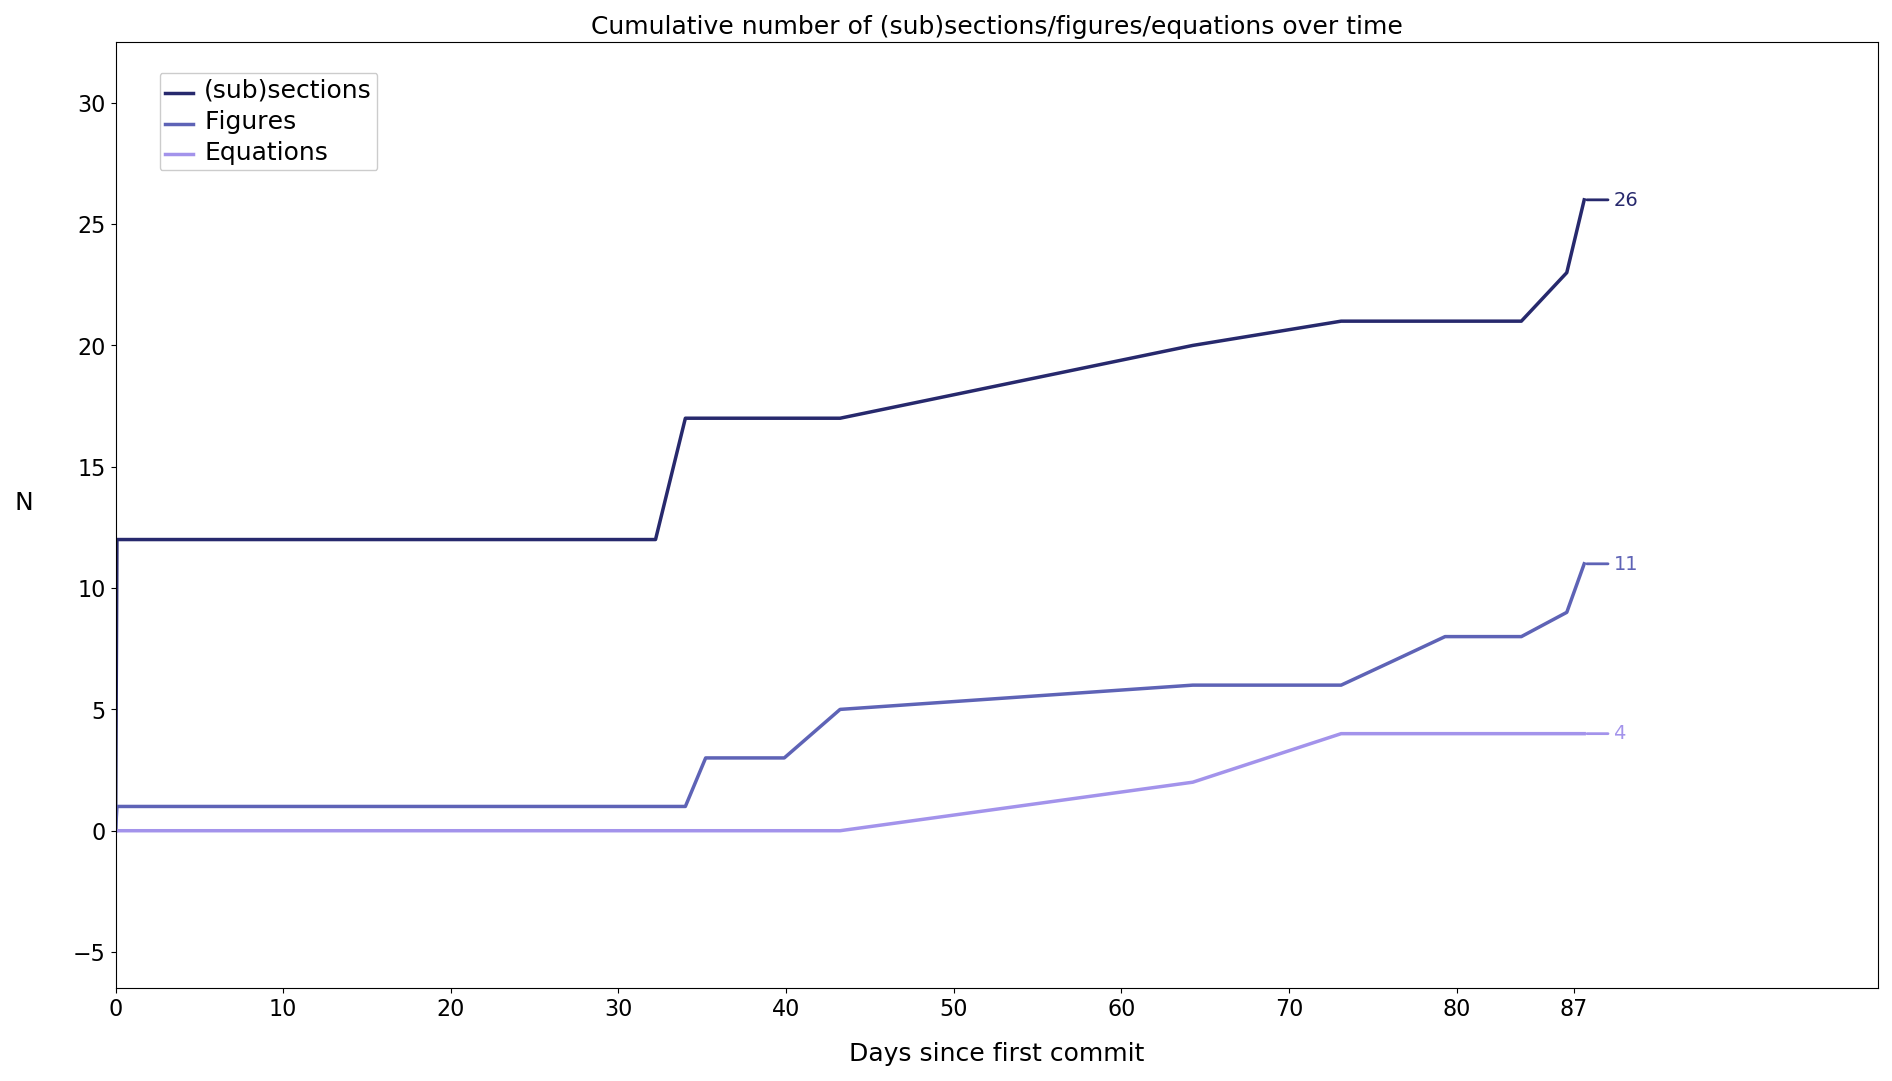 Cumulative number of (sub)sections/figures/equations over time
(sub)sections
Figures
Equations
30
25
20
15
10
5
0
−5
N
26
11
4
0 10 20 30 40 50 60 70 80 87
Days since first commit